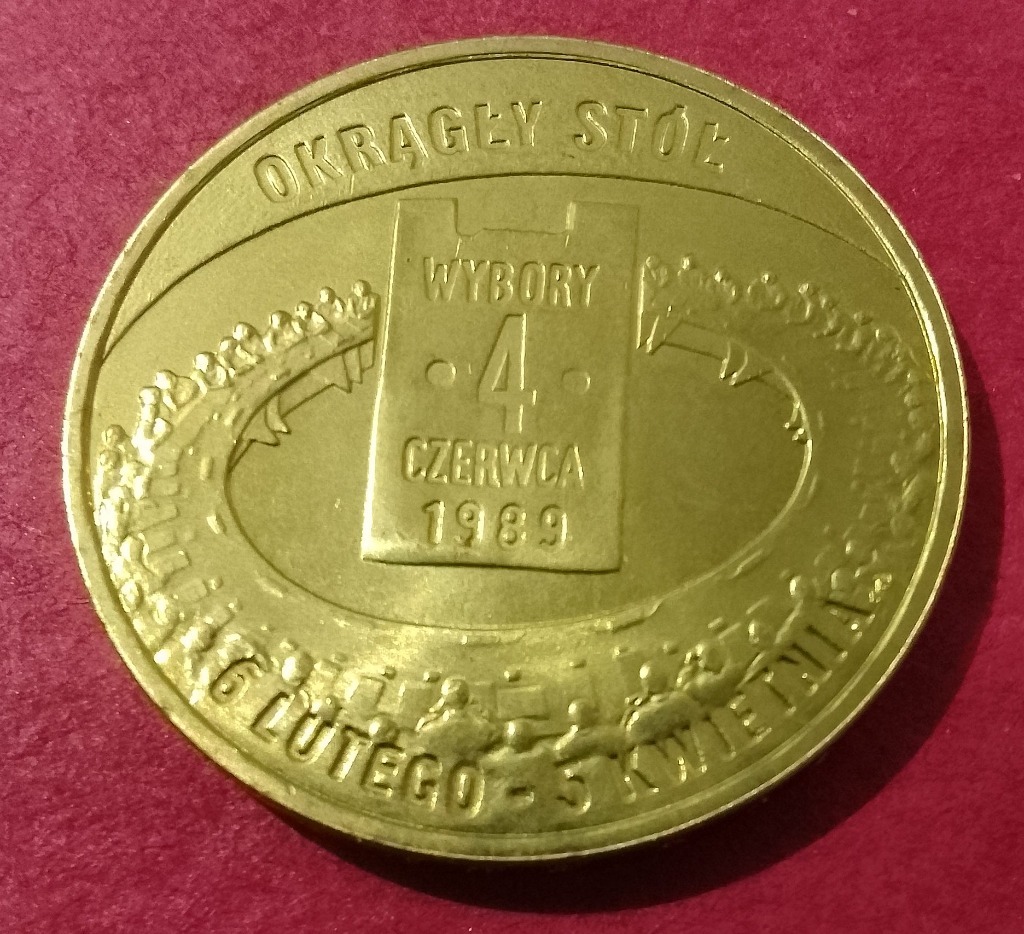 OKRĄGŁY STÓŁ
WYBORY
· 4 ·
CZERWCA
1989
6 LUTEGO - 5 KWIETNIA